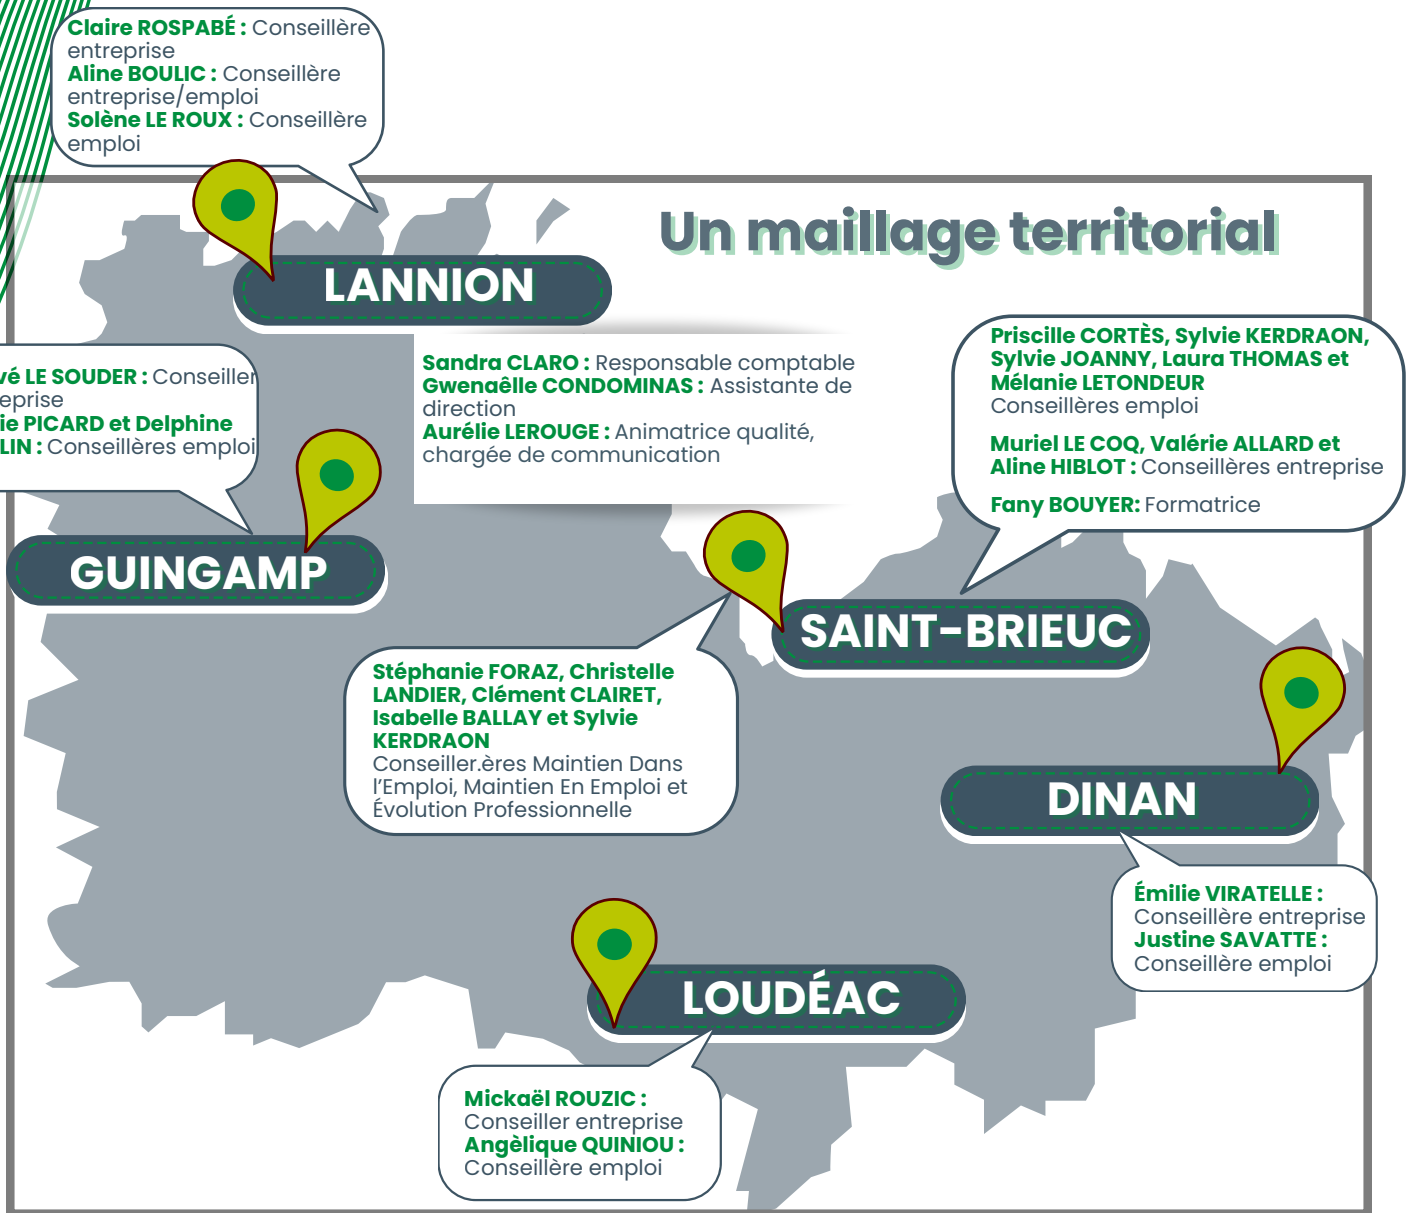 Claire ROSPABÉ : Conseillère
entreprise
Aline BOULIC : Conseillère
entreprise/emploi
Solène LE ROUX : Conseillère
emploi
Un maillage territorial
LANNION
LE SOUDER : Conseiller
PICARD et Delphine
Conseillères emploi
GUINGAMP
Sandra CLARO : Responsable comptable
Gwenaêlle CONDOMINAS : Assistante de
direction
Aurélie LEROUGE : Animatrice qualité,
chargée de communication
Priscille CORTÈS, Sylvie KERDRAON,
Sylvie JOANNY, Laura THOMAS et
Mélanie LETONDEUR
Conseillères emploi
Muriel LE COQ, Valérie ALLARD et
Aline HIBLOT : Conseillères entreprise
Fany BOUYER: Formatrice
SAINT-BRIEUC
Stéphanie FORAZ, Christelle
LANDIER, Clément CLAIRET,
Isabelle BALLAY et Sylvie
KERDRAON
Conseiller.ères Maintien Dans
l'Emploi, Maintien En Emploi et
Évolution Professionnelle
DINAN
Émilie VIRATELLE :
Conseillère entreprise
Justine SAVATTE :
Conseillère emploi
LOUDÉAC
Mickaël ROUZIC :
Conseiller entreprise
Angèlique QUINIOU :
Conseillère emploi